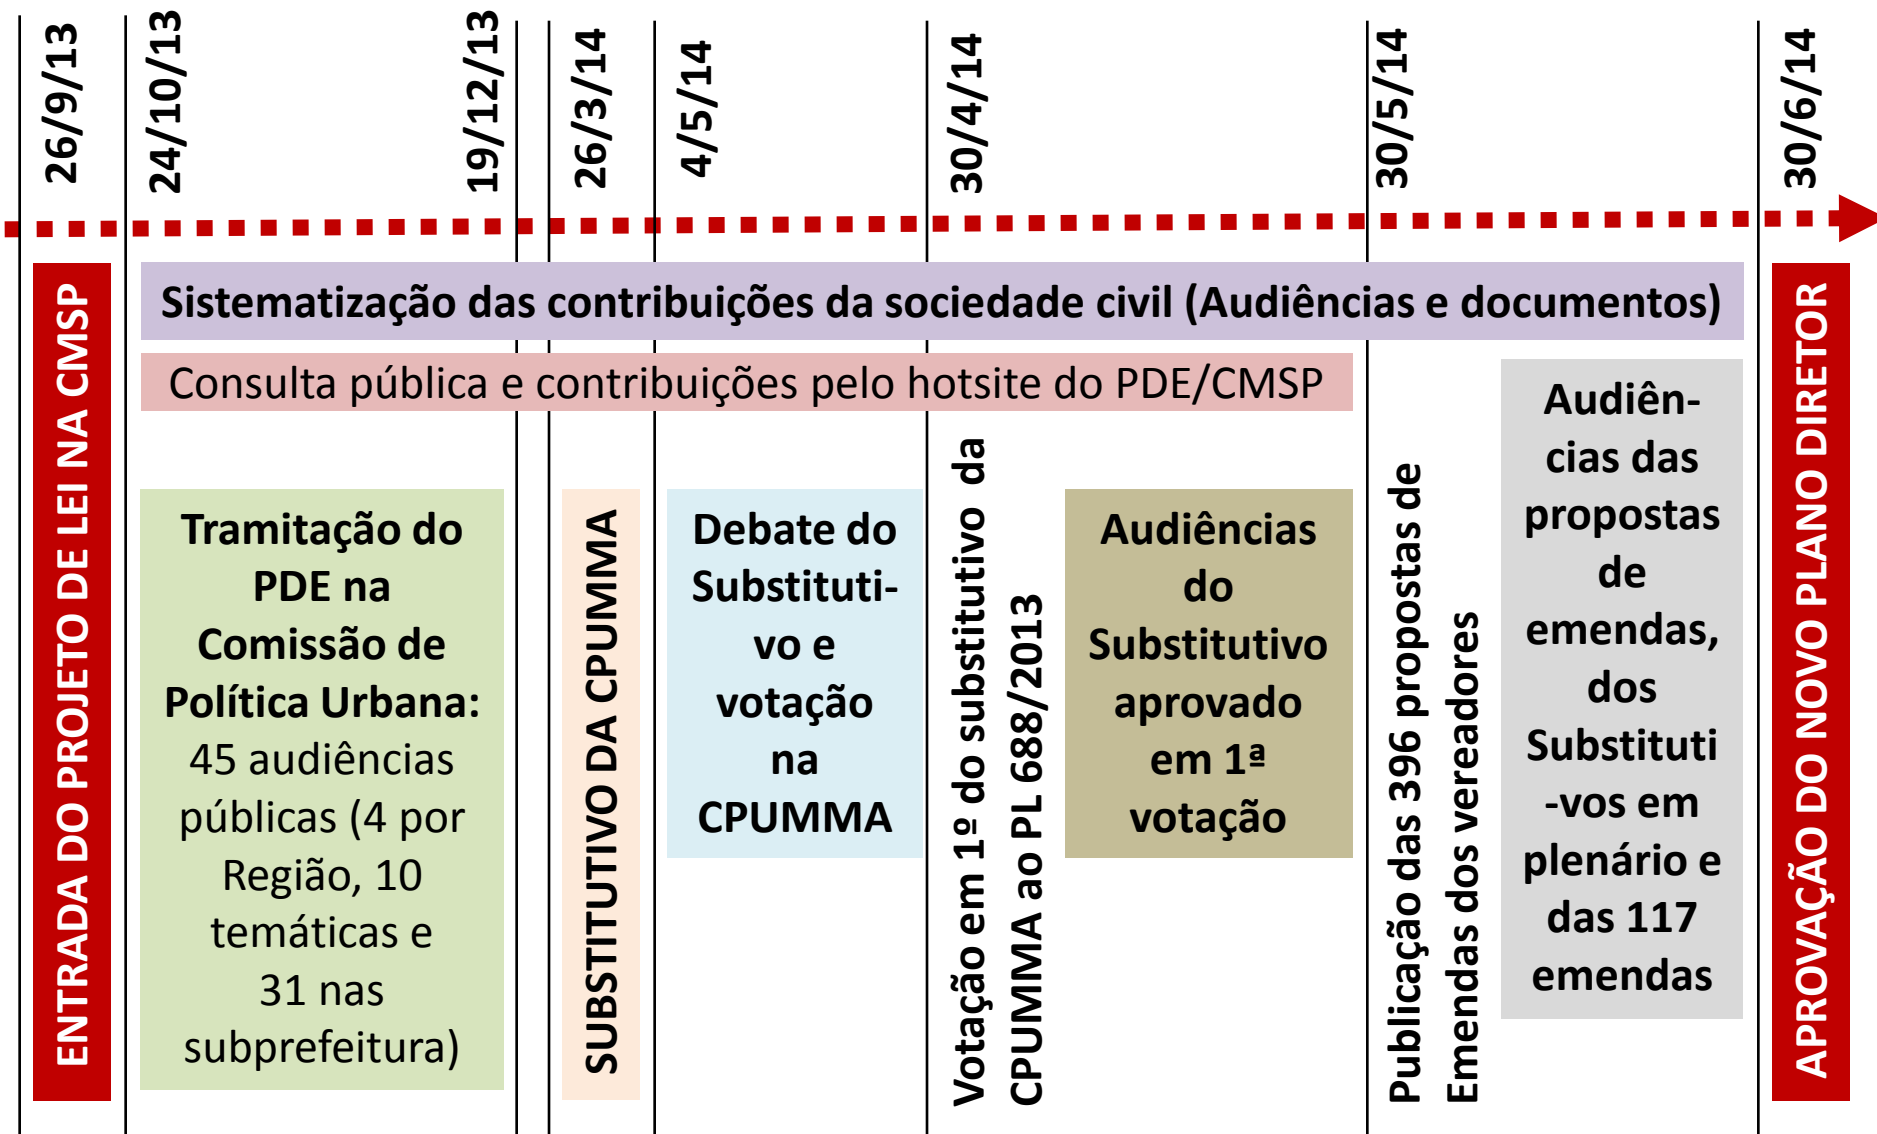 26/9/13
24/10/13
19/12/13
26/3/14
4/5/14
30/4/14
30/5/14
30/6/14
ENTRADA DO PROJETO DE LEI NA CMSP
Sistematização das contribuições da sociedade civil (Audiências e documentos)
Consulta pública e contribuições pelo hotsite do PDE/CMSP
Tramitação do
PDE na
Comissão de
Política Urbana:
45 audiências
públicas (4 por
Região, 10
temáticas e
31 nas
subprefeitura)
SUBSTITUTIVO DA CPUMMA
Debate do
Substituti-
vo e
votação
na
CPUMMA
Votação em 1º do substitutivo da
CPUMMA ao PL 688/2013
Audiências
do
Substitutivo
aprovado
em 1ª
votação
Publicação das 396 propostas de
Emendas dos vereadores
Audiên-
cias das
propostas
de
emendas,
dos
Substituti
-vos em
plenário e
das 117
emendas
APROVAÇÃO DO NOVO PLANO DIRETOR